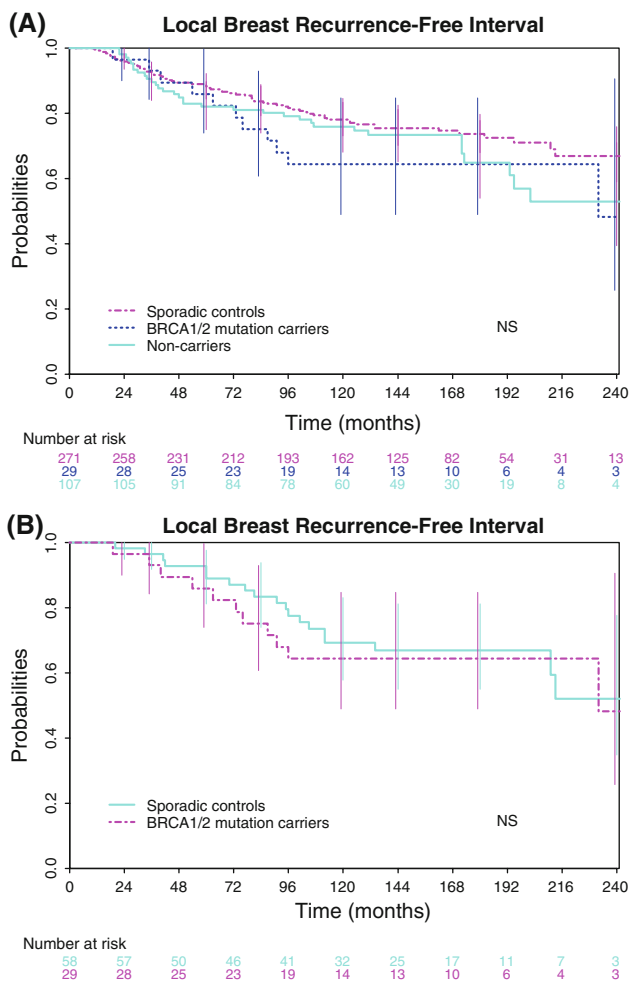 (A)
Local Breast Recurrence-Free Interval
1.0
0.8
0.6
0.4
0.2
0.0
Probabilities
Sporadic controls
BRCA1/2 mutation carriers
Non-carriers
NS
0 24 48 72 96 120 144 168 192 216 240
Time (months)
Number at risk
271 258 231 212 193 162 125 82 54 31 13
29 28 25 23 19 14 13 10 6 4 3
107 105 91 84 78 60 49 30 19 8 4
(B)
Local Breast Recurrence-Free Interval
1.0
0.8
0.6
0.4
0.2
0.0
Probabilities
Sporadic controls
BRCA1/2 mutation carriers
NS
0 24 48 72 96 120 144 168 192 216 240
Time (months)
Number at risk
58 57 50 46 41 32 25 17 11 7 3
29 28 25 23 19 14 13 10 6 4 3